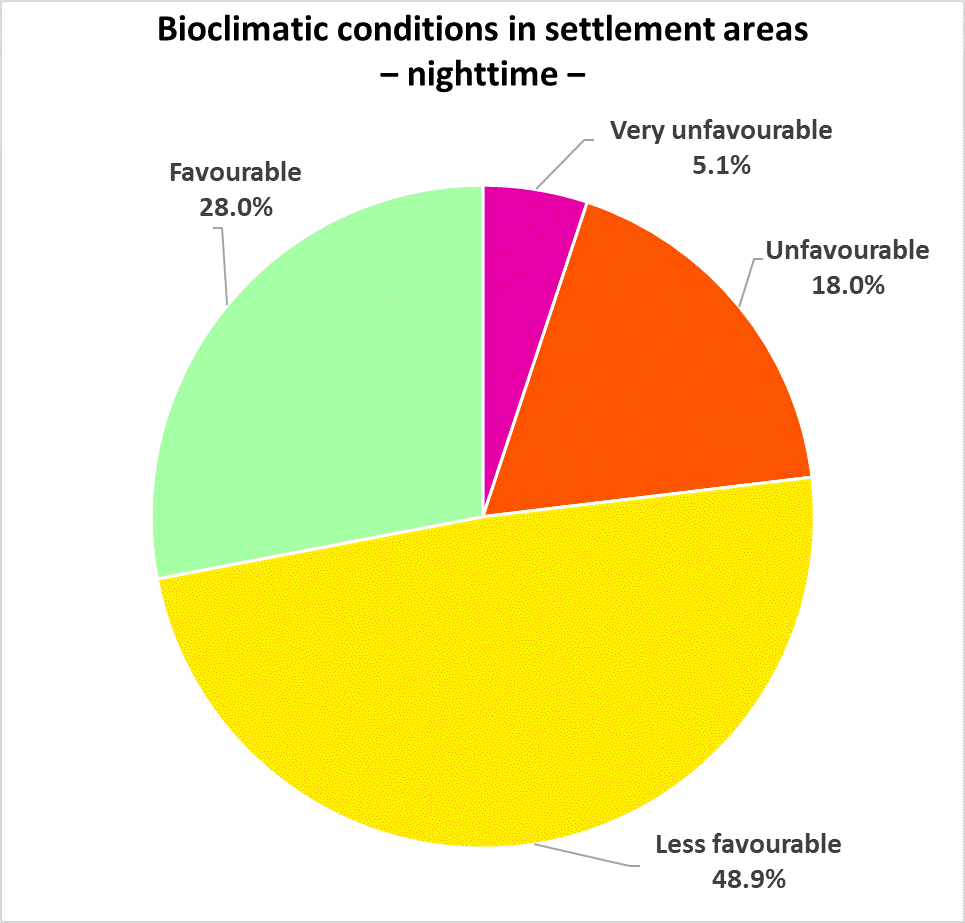 Bioclimatic conditions in settlement areas
– nighttime –
Very unfavourable
5.1%
Favourable
28.0%
Unfavourable
18.0%
Less favourable
48.9%